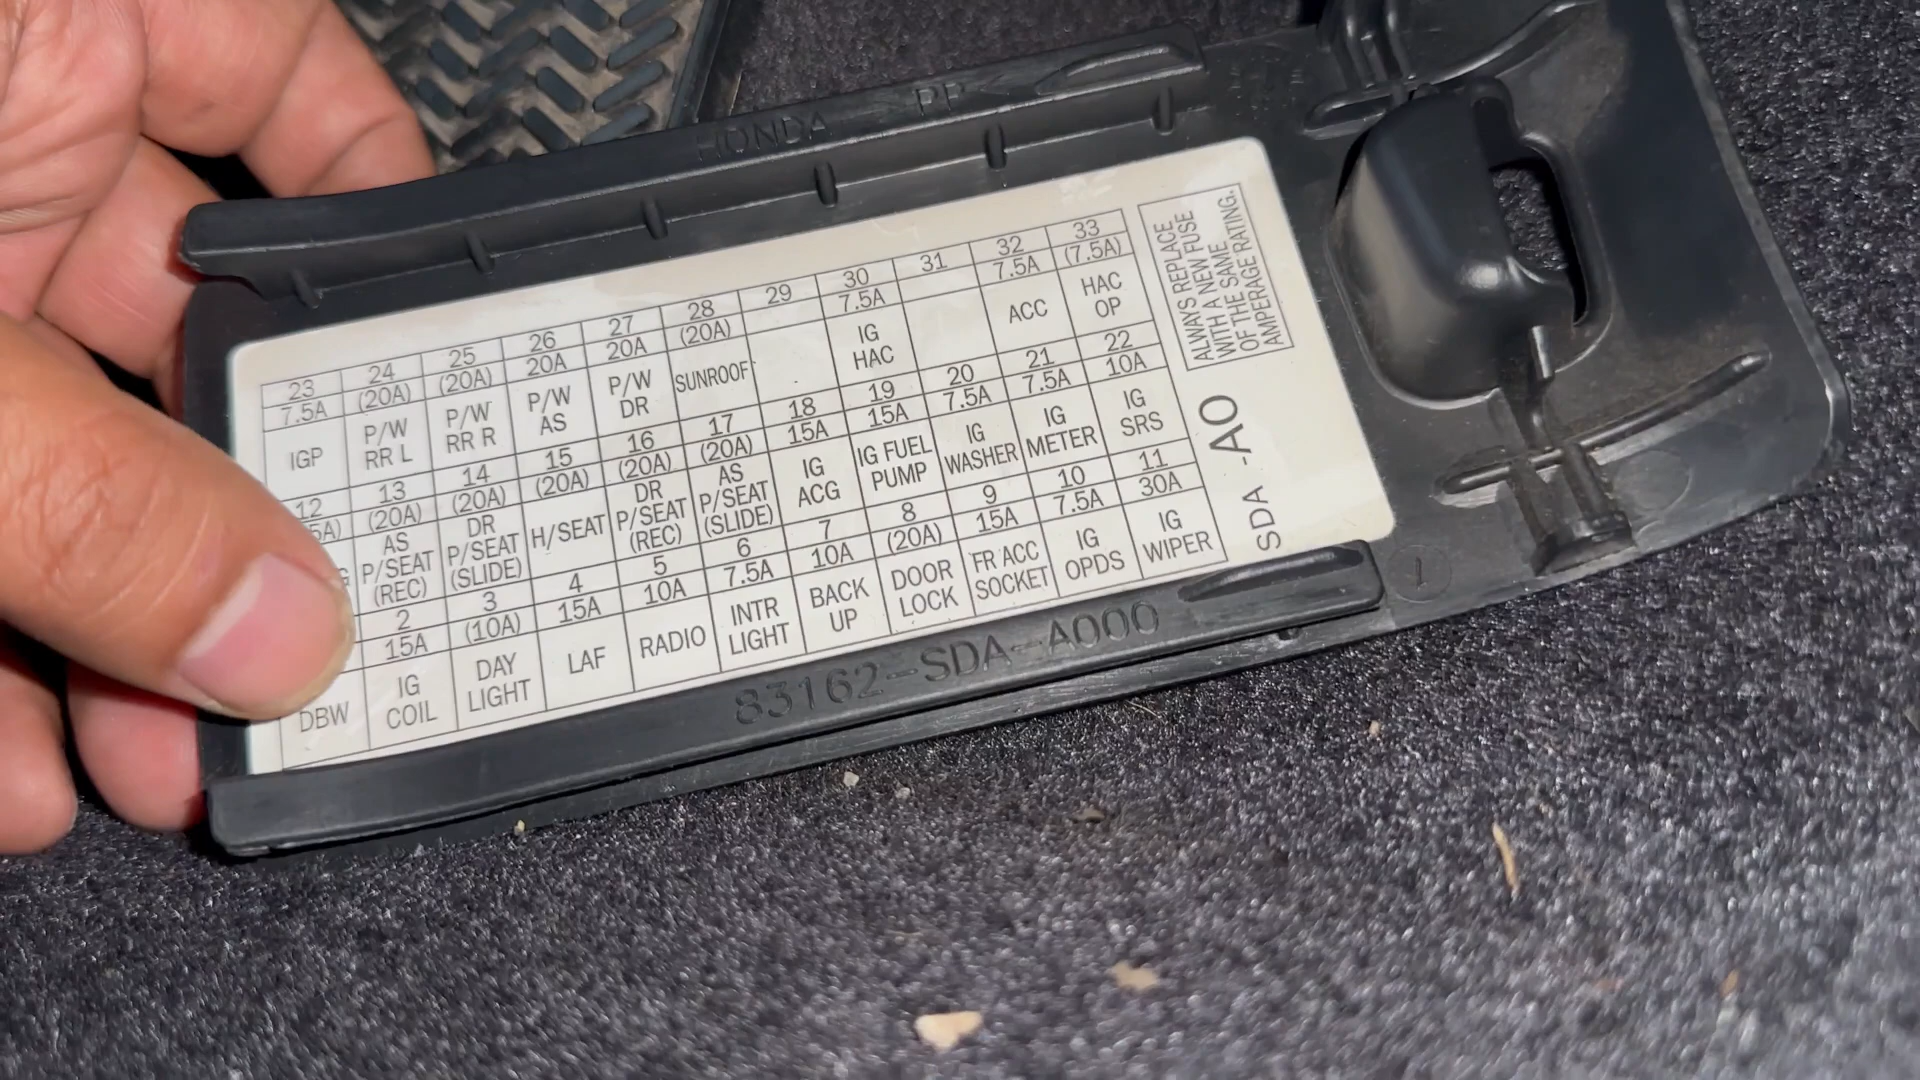 HONDA >PP<
23 24 25 26 27 28 29 30 31 32 33
7.5A (20A) (20A) 20A 20A (20A) 7.5A 7.5A (7.5A)
IGP P/W RR L P/W RR R P/W AS P/W DR SUNROOF IG HAC ACC HAC OP
12 13 14 15 16 17 18 19 20 21 22
(20A) (20A) (20A) (20A) (20A) 15A 15A 7.5A 7.5A 10A
AS P/SEAT (REC) DR P/SEAT (SLIDE) H/SEAT DR P/SEAT (REC) AS P/SEAT (SLIDE) IG ACG IG FUEL PUMP IG WASHER IG METER IG SRS
2 3 4 5 6 7 8 9 10 11
15A (10A) 15A 10A 7.5A 10A (20A) 15A 7.5A 30A
DBW IG COIL DAY LIGHT LAF RADIO INTR LIGHT BACK UP DOOR LOCK FR ACC SOCKET IG OPDS IG WIPER
ALWAYS REPLACE
WITH A NEW FUSE
OF THE SAME
AMPERAGE RATING.
SDA -A0
83162-SDA-A000
1